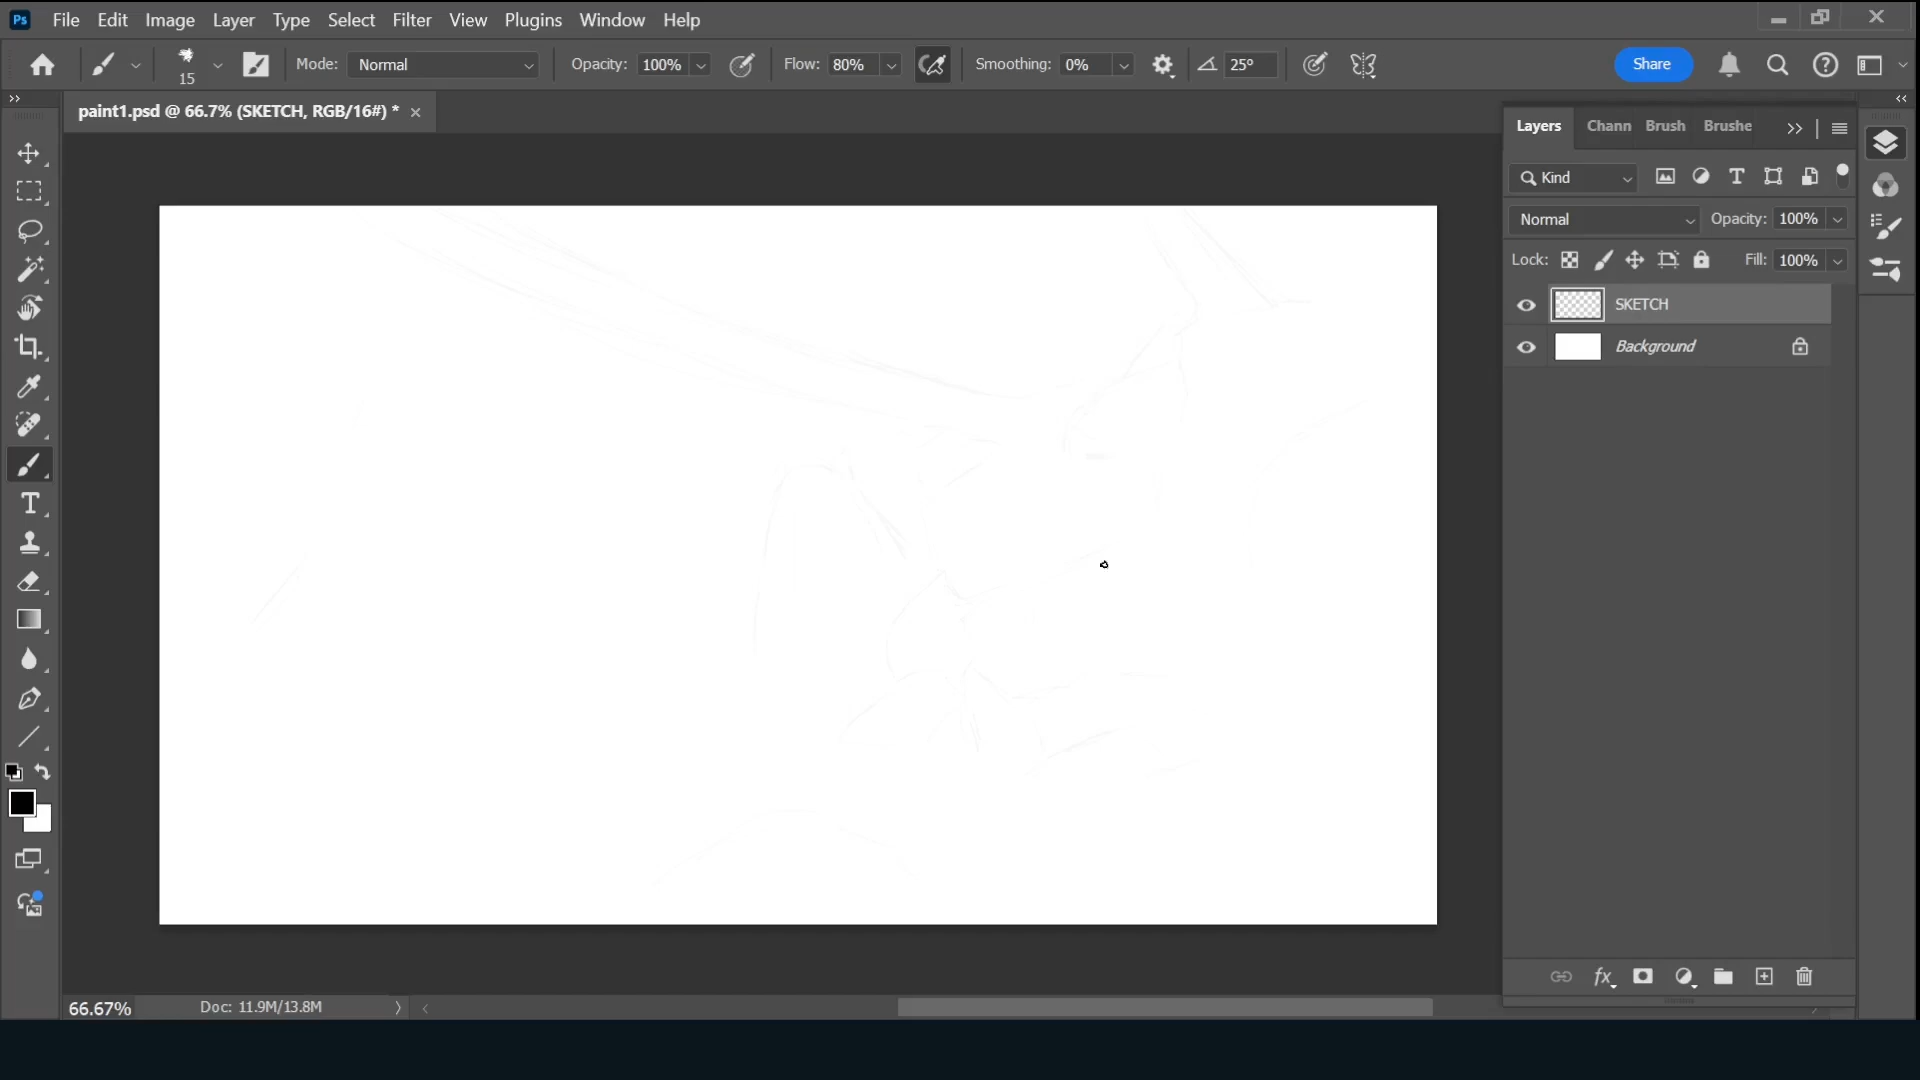 Ps File Edit Image Layer Type Select Filter View Plugins Window Help
15 Mode: Normal Opacity: 100% Flow: 80% Smoothing: 0% 25° Share
paint1.psd @ 66.7% (SKETCH, RGB/16#) *
Layers Chann Brush Brushe
Kind
Normal Opacity: 100%
Lock: Fill: 100%
SKETCH
Background
fx
66.67% Doc: 11.9M/13.8M